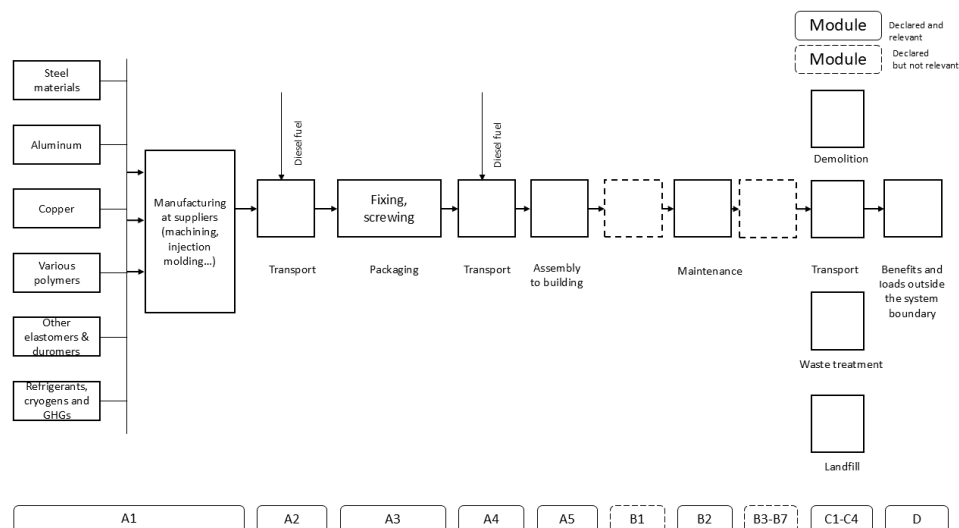 Module
Declared and
relevant
Module
Declared
but not relevant
Steel
materials
Aluminum
Copper
Various
polymers
Other
elastomers &
duromers
Refrigerants,
cryogens and
GHGs
Manufacturing
at suppliers
(machining,
injection
molding...)
Diesel fuel
Transport
Fixing,
screwing
Packaging
Diesel fuel
Transport
Assembly
to building
Maintenance
Demolition
Transport
Waste treatment
Landfill
Benefits and
loads outside
the system
boundary
A1
A2
A3
A4
A5
B1
B2
B3-B7
C1-C4
D